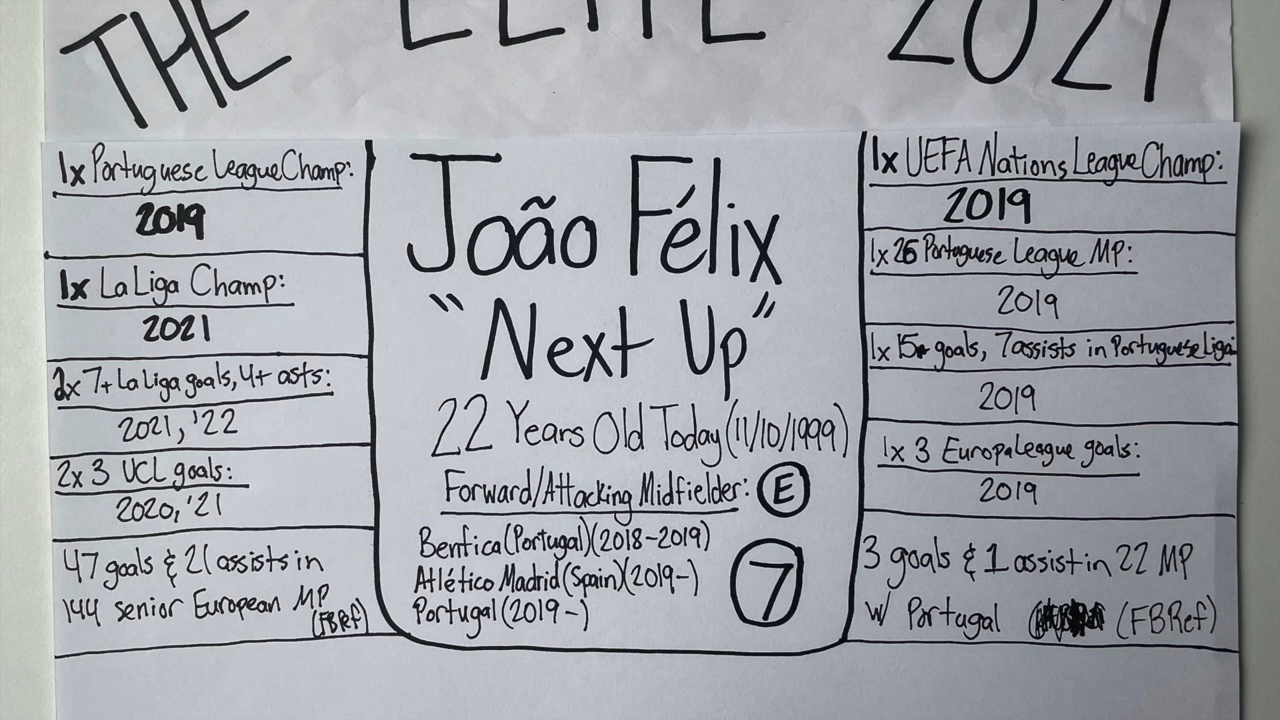 THE ELITE 2021
1x Portuguese League Champ:
2019
1x La Liga Champ:
2021
2x 7+ La Liga goals, 4+ asts:
2021, '22
2x 3 UCL goals:
2020, '21
47 goals & 21 assists in
144 senior European MP
(FBRef)
João Félix
"Next Up"
22 Years Old Today (11/10/1999)
Forward/Attacking Midfielder: E
Benfica (Portugal) (2018-2019)
Atlético Madrid (Spain) (2019-)
Portugal (2019-)
7
1x UEFA Nations League Champ:
2019
1x 26 Portuguese League MP:
2019
1x 15 goals, 7 assists in Portuguese Liga:
2019
1x 3 Europa League goals:
2019
3 goals & 1 assist in 22 MP
w/ Portugal (FBRef)